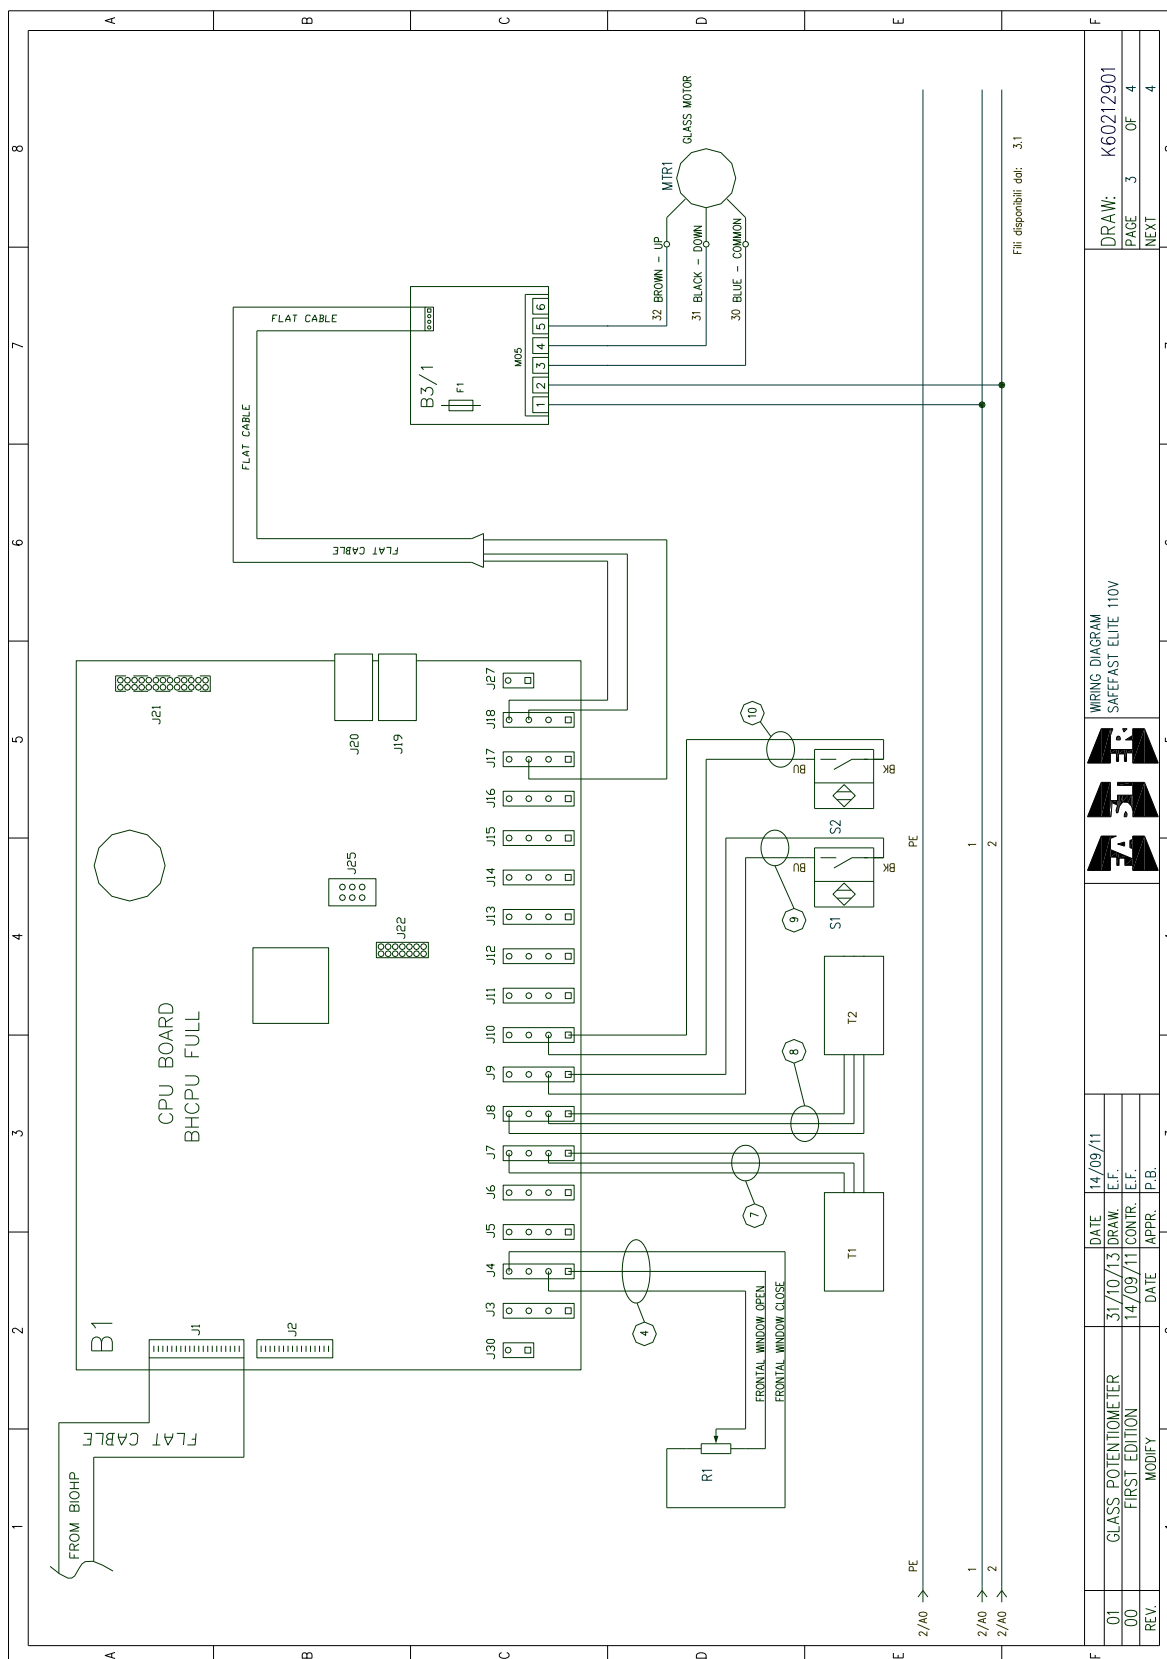 A
B
C
D
E
F
8
7
6
5
4
3
2
1
FROM BIOHP
FLAT CABLE
B1
J1
J2
CPU BOARD
BHCPU FULL
J21
J20
J19
J25
J22
J30
J3
J4
J5
J6
J7
J8
J9
J10
J11
J12
J13
J14
J15
J16
J17
J18
J27
FLAT CABLE
FLAT CABLE
FLAT CABLE
B3/1
F1
M05
1
2
3
4
5
6
32 BROWN - UP
31 BLACK - DOWN
30 BLUE - COMMON
MTR1
GLASS MOTOR
R1
FRONTAL WINDOW OPEN
FRONTAL WINDOW CLOSE
4
7
8
9
10
T1
T2
S1
BU
BK
S2
BU
BK
2/A0
PE
PE
2/A0
1
1
2/A0
2
2
Fili disponibili dal: 3.1
01
GLASS POTENTIOMETER
31/10/13
00
FIRST EDITION
14/09/11
REV.
MODIFY
DATE
DATE
14/09/11
DRAW.
E.F.
CONTR.
E.F.
APPR.
P.B.
WIRING DIAGRAM
SAFEFAST ELITE 110V
DRAW: K60212901
PAGE 3 OF 4
NEXT 4
A
B
C
D
E
F